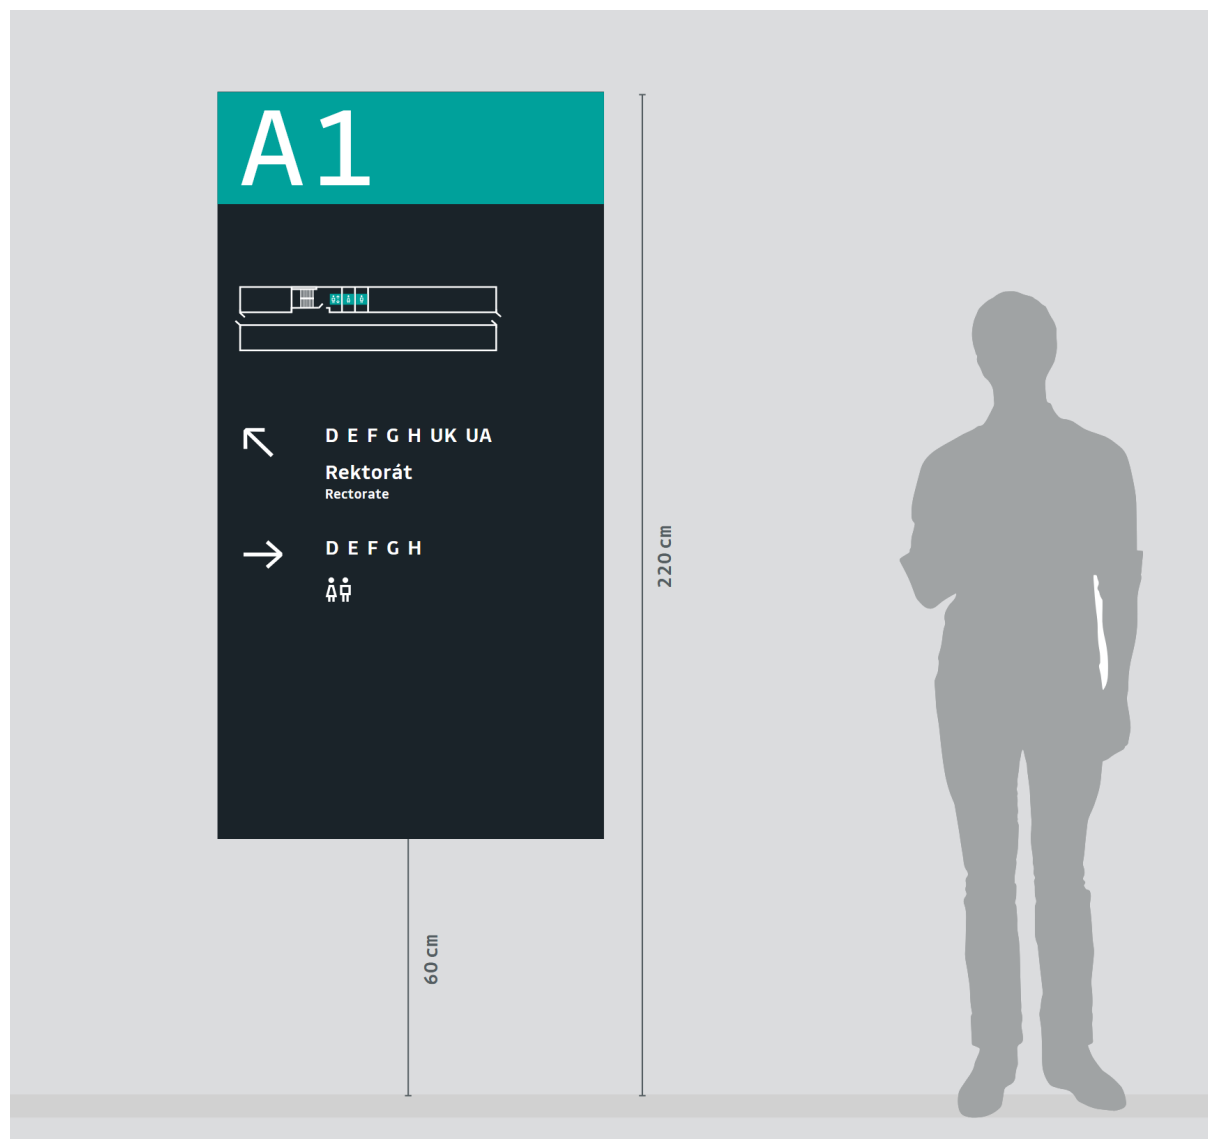 A1
D E F G H UK UA
Rektorát
Rectorate
D E F G H
220 cm
60 cm